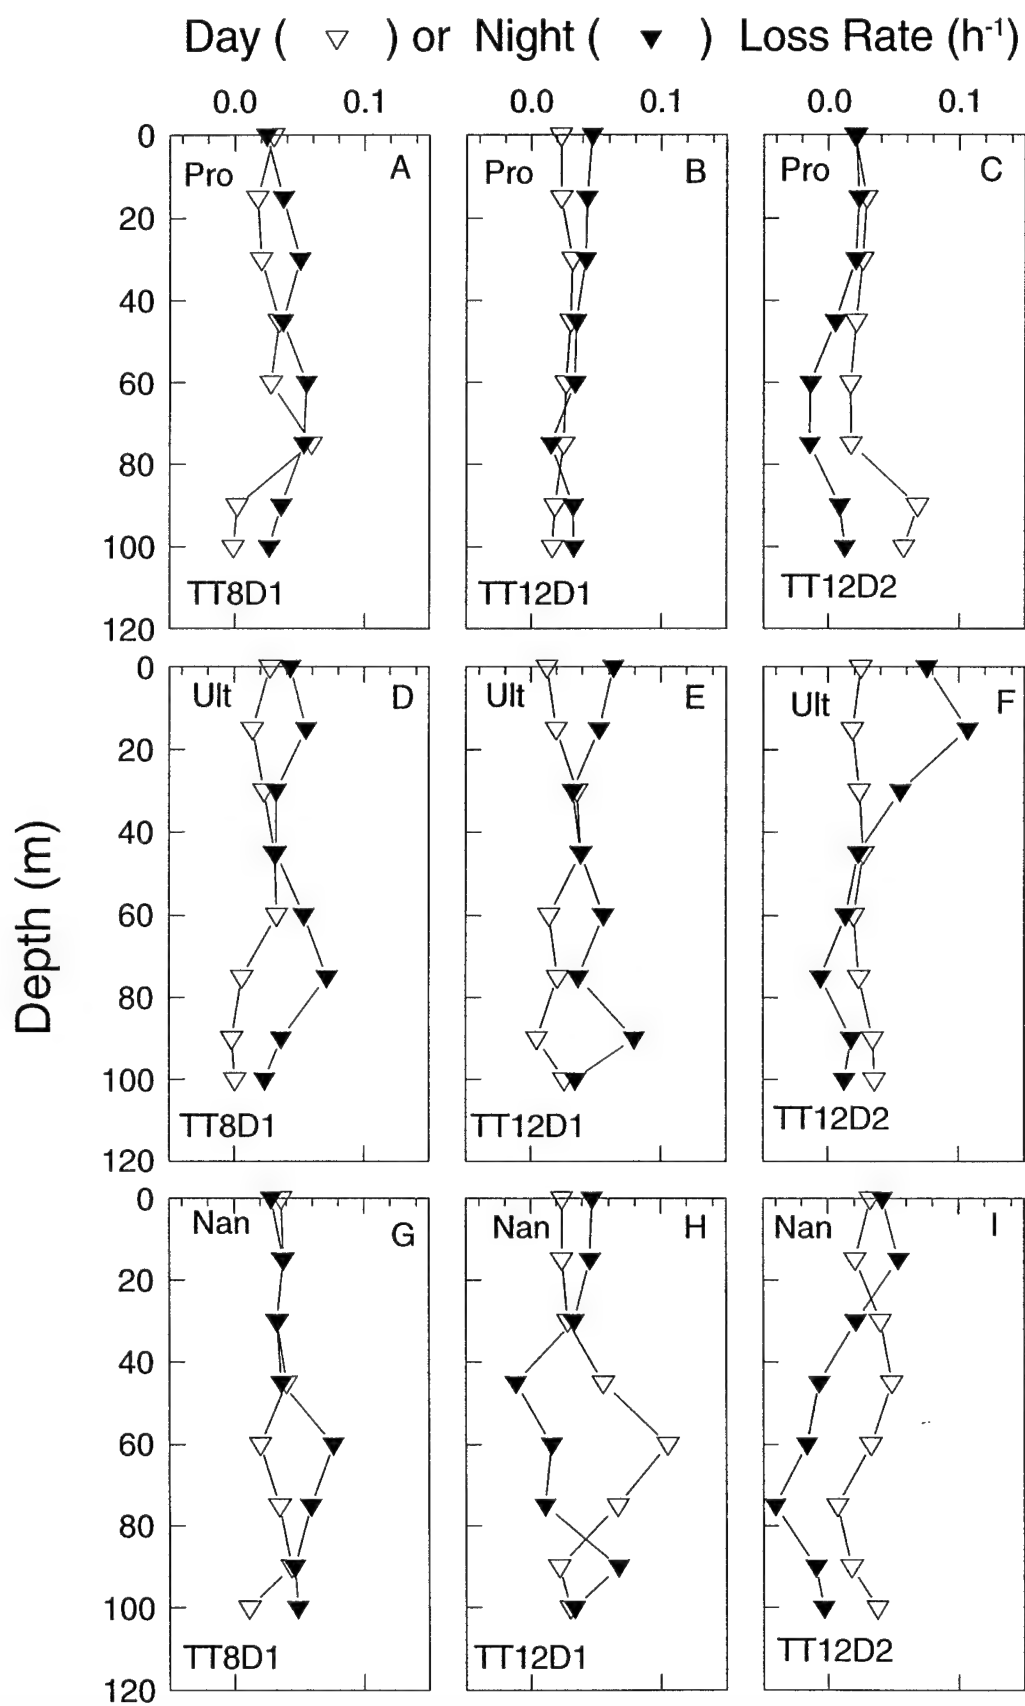 Day ( ▽ ) or Night ( ▼ ) Loss Rate (h⁻¹)
0.0 0.1 0.0 0.1 0.0 0.1
0
Pro A Pro B Pro C
20
40
60
80
100
TT8D1 TT12D1 TT12D2
120
0
Ult D Ult E Ult F
20
40
60
80
100
TT8D1 TT12D1 TT12D2
120
0
Nan G Nan H Nan I
20
40
60
80
100
TT8D1 TT12D1 TT12D2
120
Depth (m)